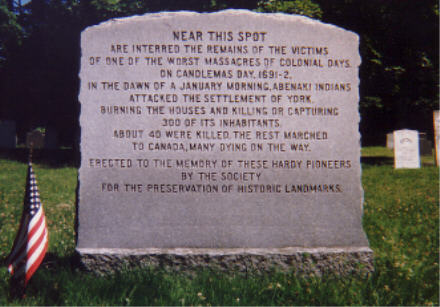 NEAR THIS SPOT
ARE INTERRED THE REMAINS OF THE VICTIMS
OF ONE OF THE WORST MASSACRES OF COLONIAL DAYS.
ON CANDLEMAS DAY, 1691-2,
IN THE DAWN OF A JANUARY MORNING, ABENAKI INDIANS
ATTACKED THE SETTLEMENT OF YORK,
BURNING THE HOUSES AND KILLING OR CAPTURING
300 OF ITS INHABITANTS.
ABOUT 40 WERE KILLED. THE REST MARCHED
TO CANADA, MANY DYING ON THE WAY.
ERECTED TO THE MEMORY OF THESE HARDY PIONEERS
BY THE SOCIETY
FOR THE PRESERVATION OF HISTORIC LANDMARKS.